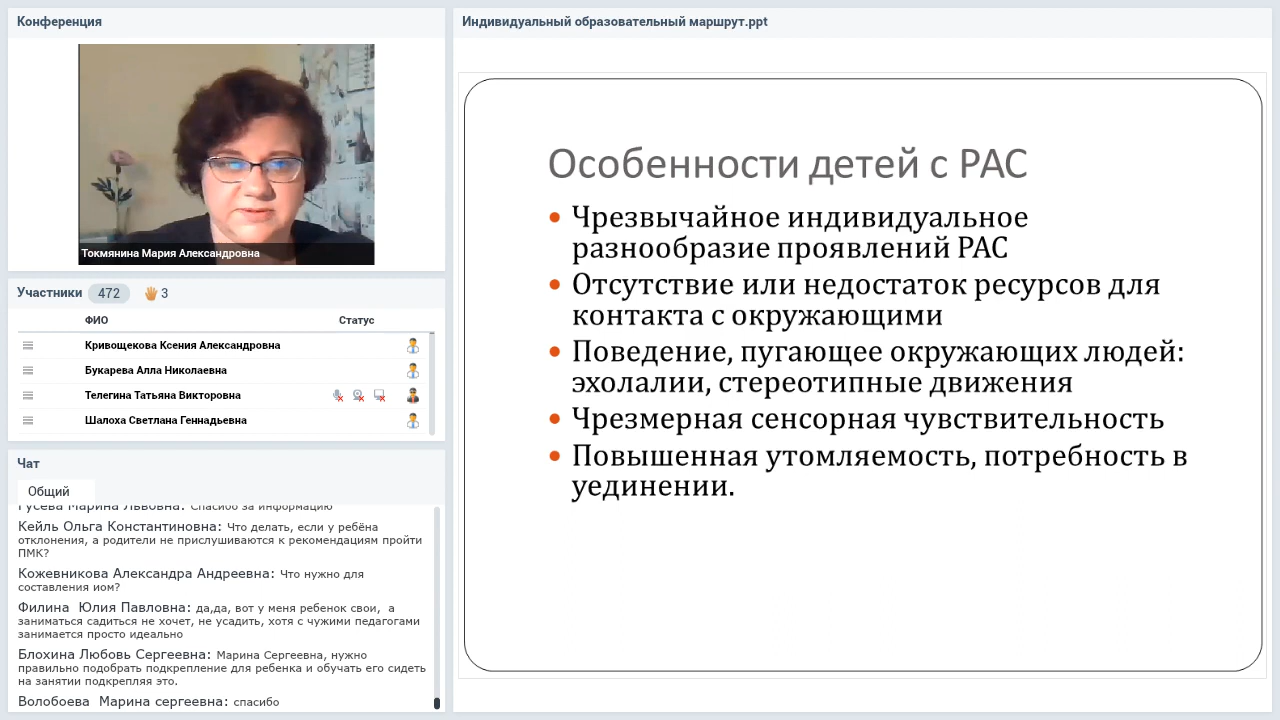 Конференция
Токмянина Мария Александровна
Участники 472 3
ФИО Статус
Кривощекова Ксения Александровна
Букарева Алла Николаевна
Телегина Татьяна Викторовна
Шалоха Светлана Геннадьевна
Чат
Общий
Гусева Марина Львовна: Спасибо за информацию
Кейль Ольга Константиновна: Что делать, если у ребёна
отклонения, а родители не прислушиваются к рекомендациям пройти
ПМК?
Кожевникова Александра Андреевна: Что нужно для
составления иом?
Филина Юлия Павловна: да,да, вот у меня ребенок свои, а
заниматься садиться не хочет, не усадить, хотя с чужими педагогами
занимается просто идеально
Блохина Любовь Сергеевна: Марина Сергеевна, нужно
правильно подобрать подкрепление для ребенка и обучать его сидеть
на занятии подкрепляя это.
Волобоева Марина сергеевна: спасибо
Индивидуальный образовательный маршрут.ppt
Особенности детей с РАС
• Чрезвычайное индивидуальное
разнообразие проявлений РАС
• Отсутствие или недостаток ресурсов для
контакта с окружающими
• Поведение, пугающее окружающих людей:
эхолалии, стереотипные движения
• Чрезмерная сенсорная чувствительность
• Повышенная утомляемость, потребность в
уединении.